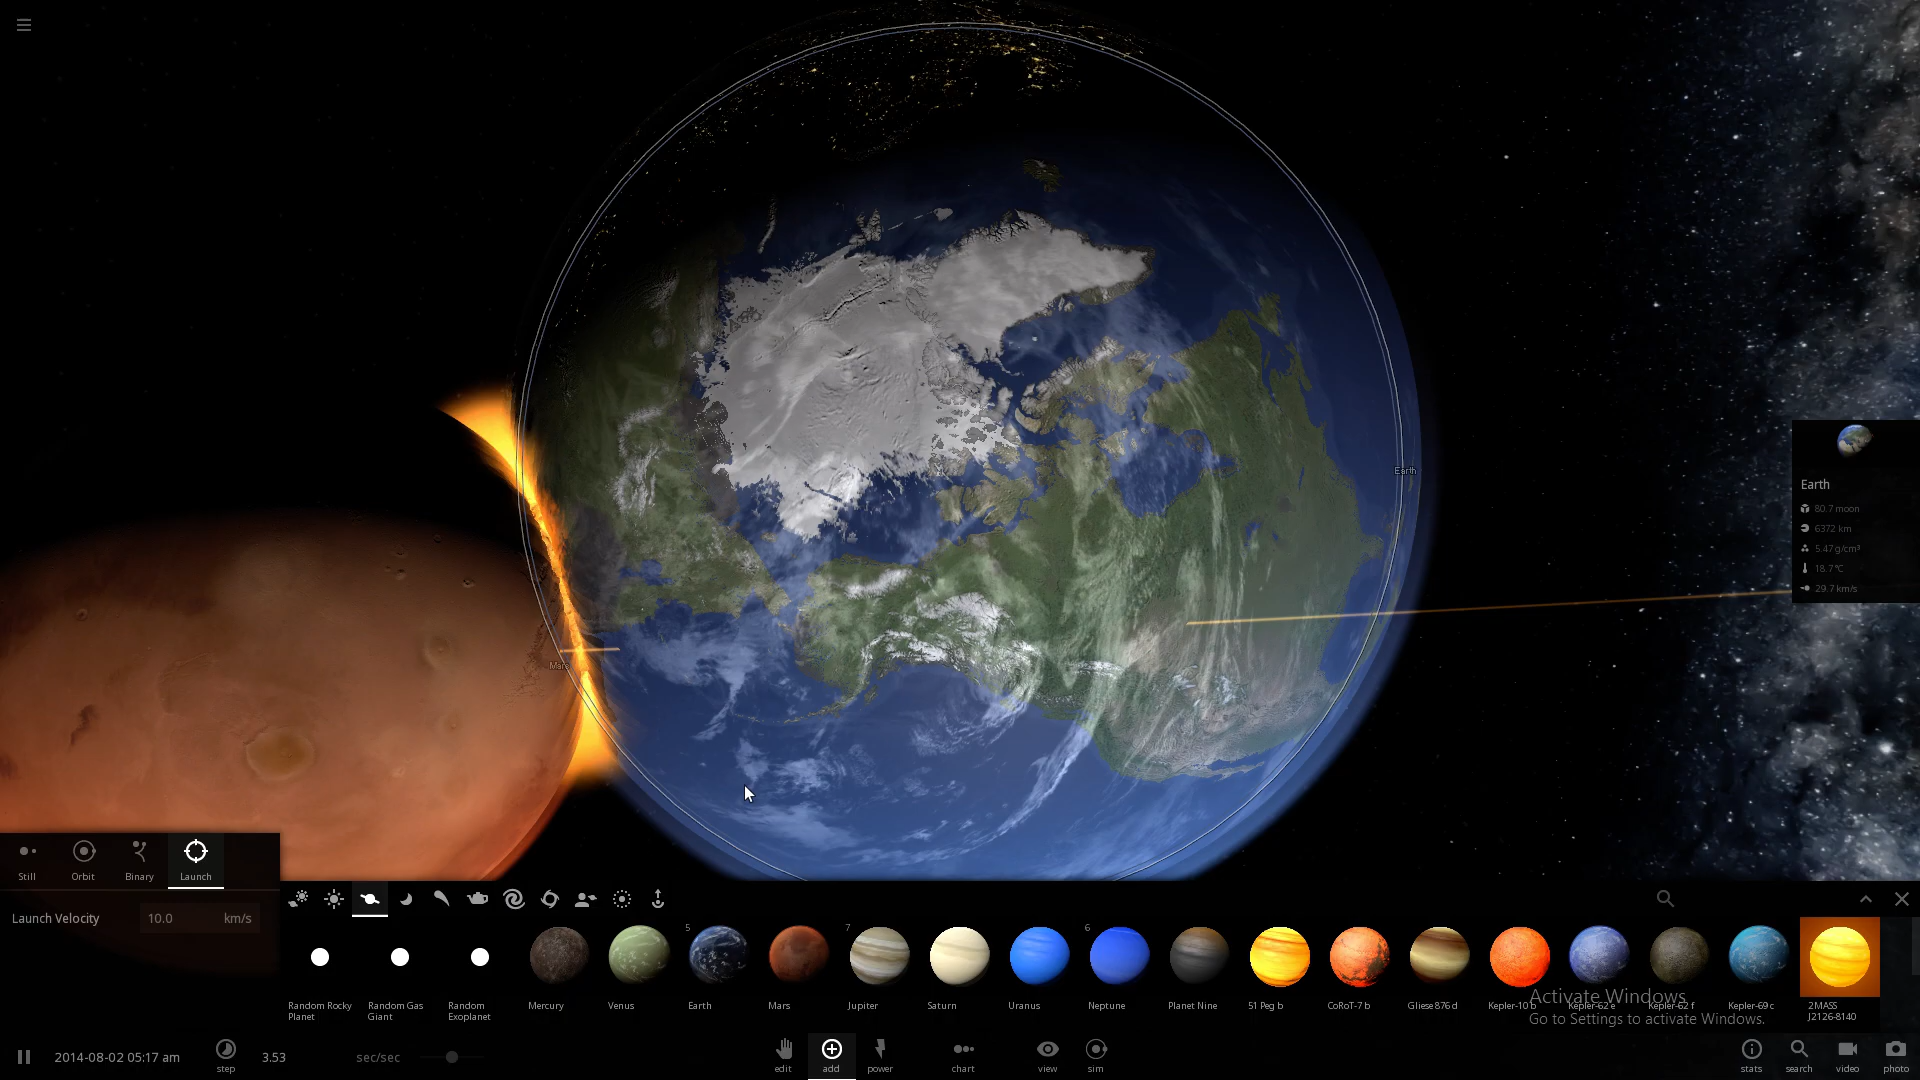 Earth
Mars
Earth
80.7 moon
6372 km
5.47 g/cm³
18.7 °C
29.7 km/s
Still
Orbit
Binary
Launch
Launch Velocity
10.0
km/s
5
7
6
Random Rocky Planet
Random Gas Giant
Random Exoplanet
Mercury
Venus
Earth
Mars
Jupiter
Saturn
Uranus
Neptune
Planet Nine
51 Peg b
CoRoT-7 b
Gliese 876 d
Kepler-10 b
Kepler-62 e
Kepler-62 f
Kepler-69 c
2MASS J2126-8140
Activate Windows
Go to Settings to activate Windows.
2014-08-02 05:17 am
step
3.53
sec/sec
edit
add
power
chart
view
sim
stats
search
video
photo